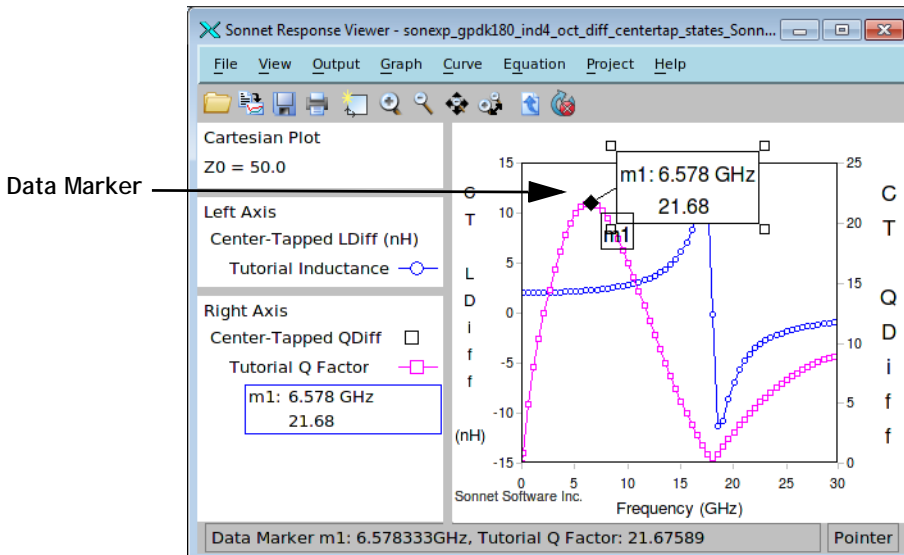 Sonnet Response Viewer - sonexp_gpdk180_ind4_oct_diff_centertap_states_Sonn...
File View Output Graph Curve Equation Project Help
Cartesian Plot
Z0 = 50.0
Data Marker
Left Axis
Center-Tapped LDiff (nH)
Tutorial Inductance
Right Axis
Center-Tapped QDiff
Tutorial Q Factor
m1: 6.578 GHz
21.68
C
T
L
D
i
f
f
(nH)
15
10
5
0
-5
-10
-15
m1: 6.578 GHz
21.68
m1
25
20
15
10
5
0
C
T
Q
D
i
f
f
0 5 10 15 20 25 30
Sonnet Software Inc.
Frequency (GHz)
Data Marker m1: 6.578333GHz, Tutorial Q Factor: 21.67589
Pointer